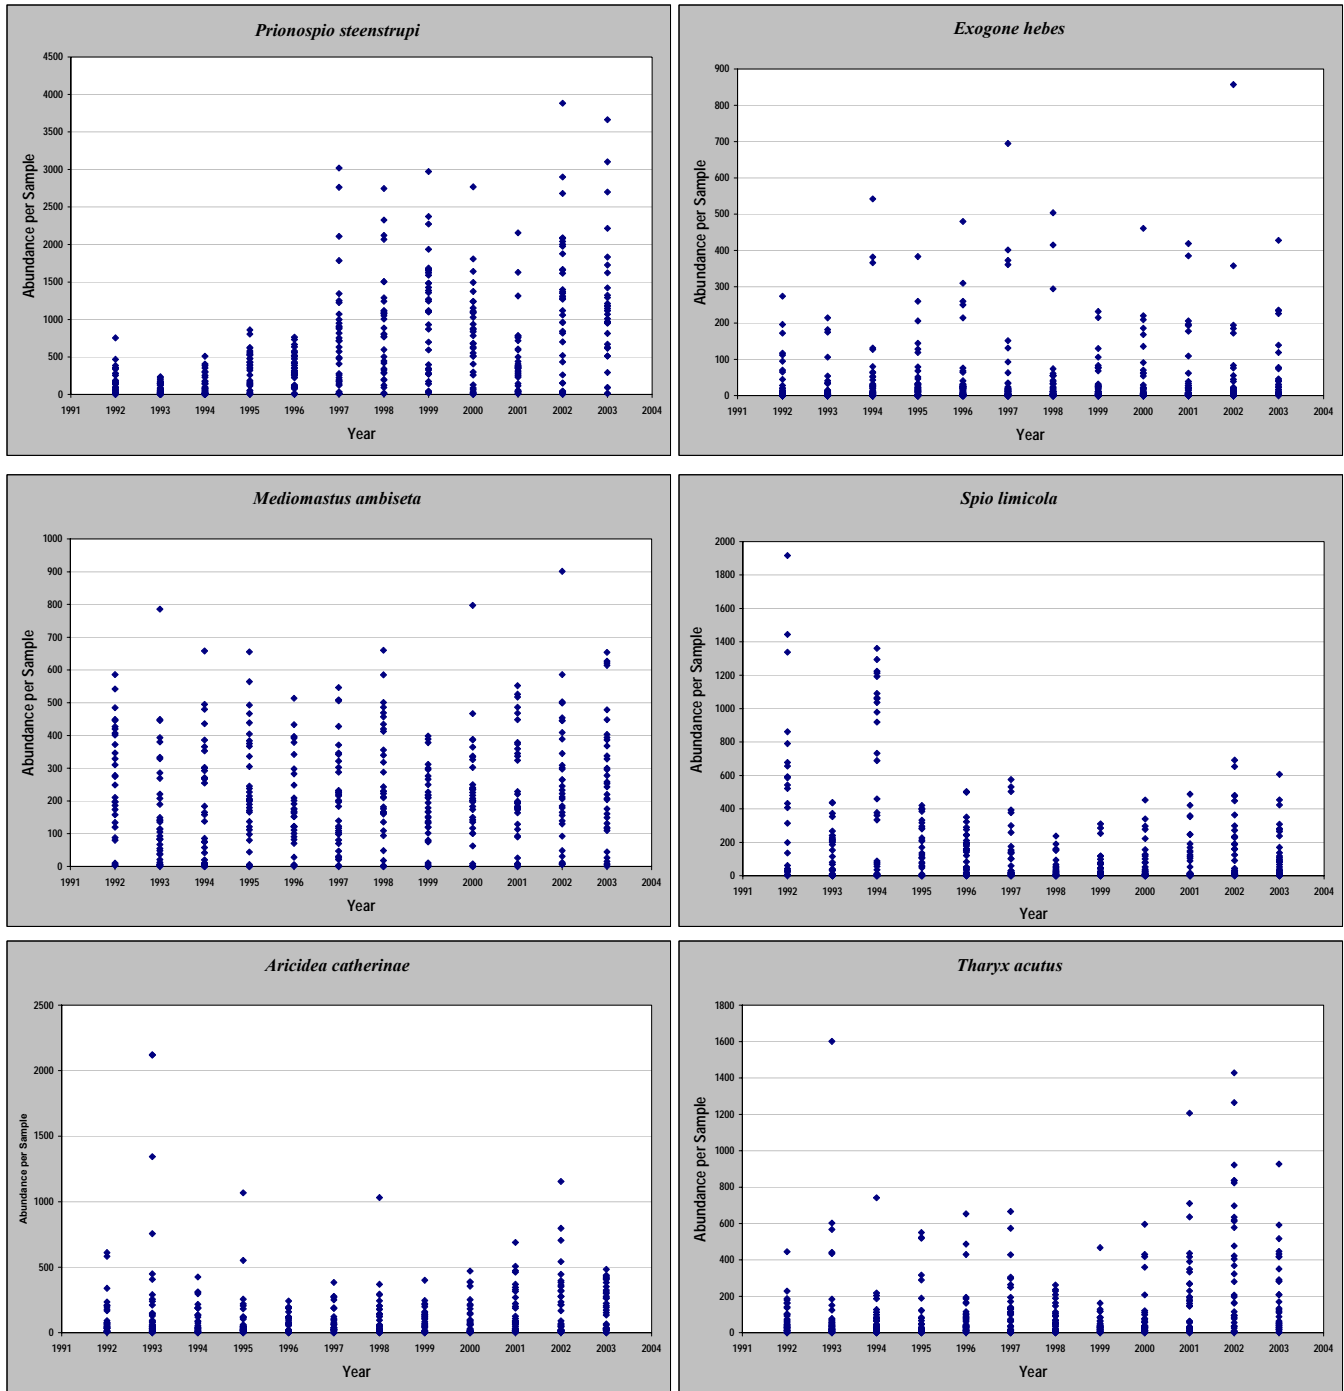 Prionospio steenstrupi
4500
4000
3500
3000
2500
2000
1500
1000
500
0
Abundance per Sample
1991 1992 1993 1994 1995 1996 1997 1998 1999 2000 2001 2002 2003 2004
Year
Exogone hebes
900
800
700
600
500
400
300
200
100
0
Abundance per Sample
1991 1992 1993 1994 1995 1996 1997 1998 1999 2000 2001 2002 2003 2004
Year
Mediomastus ambiseta
1000
900
800
700
600
500
400
300
200
100
0
Abundance per Sample
1991 1992 1993 1994 1995 1996 1997 1998 1999 2000 2001 2002 2003 2004
Year
Spio limicola
2000
1800
1600
1400
1200
1000
800
600
400
200
0
Abundance per Sample
1991 1992 1993 1994 1995 1996 1997 1998 1999 2000 2001 2002 2003 2004
Year
Aricidea catherinae
2500
2000
1500
1000
500
0
Abundance per Sample
1991 1992 1993 1994 1995 1996 1997 1998 1999 2000 2001 2002 2003 2004
Year
Tharyx acutus
1800
1600
1400
1200
1000
800
600
400
200
0
Abundance per Sample
1991 1992 1993 1994 1995 1996 1997 1998 1999 2000 2001 2002 2003 2004
Year